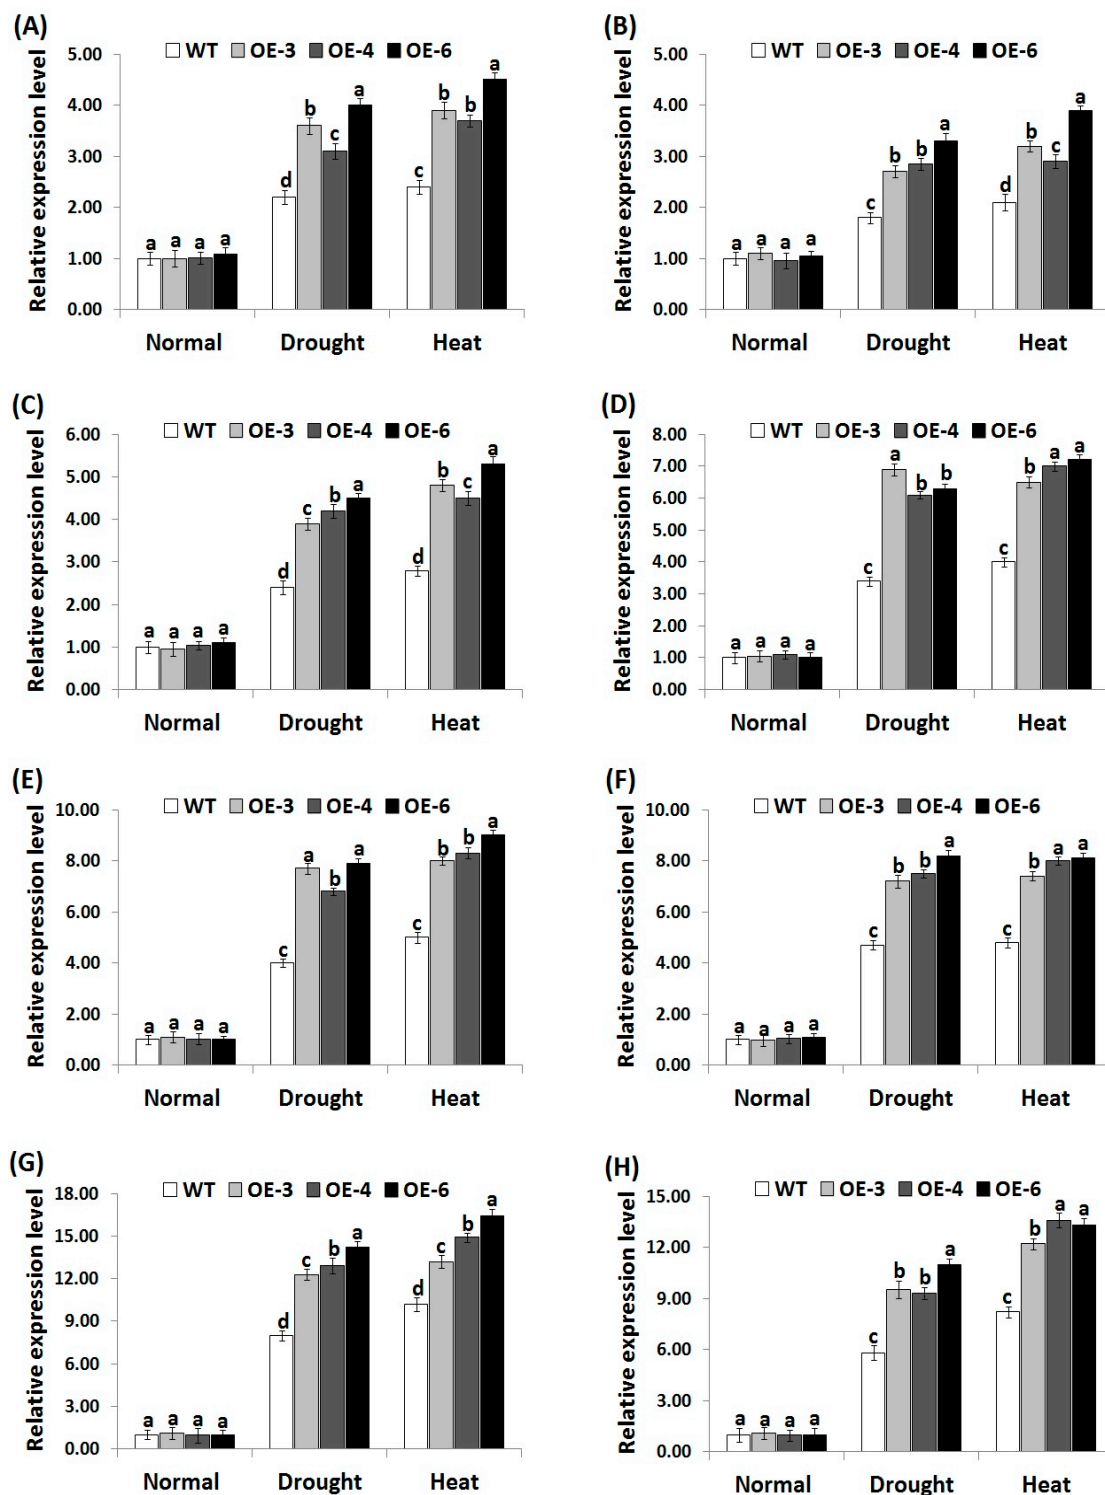 (A)
WT OE-3 OE-4 OE-6
Relative expression level
5.00
4.00
3.00
2.00
1.00
0.00
a a a a
d b c a
c b b a
Normal Drought Heat
(B)
WT OE-3 OE-4 OE-6
Relative expression level
5.00
4.00
3.00
2.00
1.00
0.00
a a a a
c b b a
d b c a
Normal Drought Heat
(C)
WT OE-3 OE-4 OE-6
Relative expression level
6.00
5.00
4.00
3.00
2.00
1.00
0.00
a a a a
d c b a
d b c a
Normal Drought Heat
(D)
WT OE-3 OE-4 OE-6
Relative expression level
8.00
7.00
6.00
5.00
4.00
3.00
2.00
1.00
0.00
a a a a
c a b b
c b a a
Normal Drought Heat
(E)
WT OE-3 OE-4 OE-6
Relative expression level
10.00
8.00
6.00
4.00
2.00
0.00
a a a a
c a b a
c b b a
Normal Drought Heat
(F)
WT OE-3 OE-4 OE-6
Relative expression level
10.00
8.00
6.00
4.00
2.00
0.00
a a a a
c b b a
c b a a
Normal Drought Heat
(G)
WT OE-3 OE-4 OE-6
Relative expression level
18.00
15.00
12.00
9.00
6.00
3.00
0.00
a a a a
d c b a
d c b a
Normal Drought Heat
(H)
WT OE-3 OE-4 OE-6
Relative expression level
15.00
12.00
9.00
6.00
3.00
0.00
a a a a
c b b a
c b a a
Normal Drought Heat